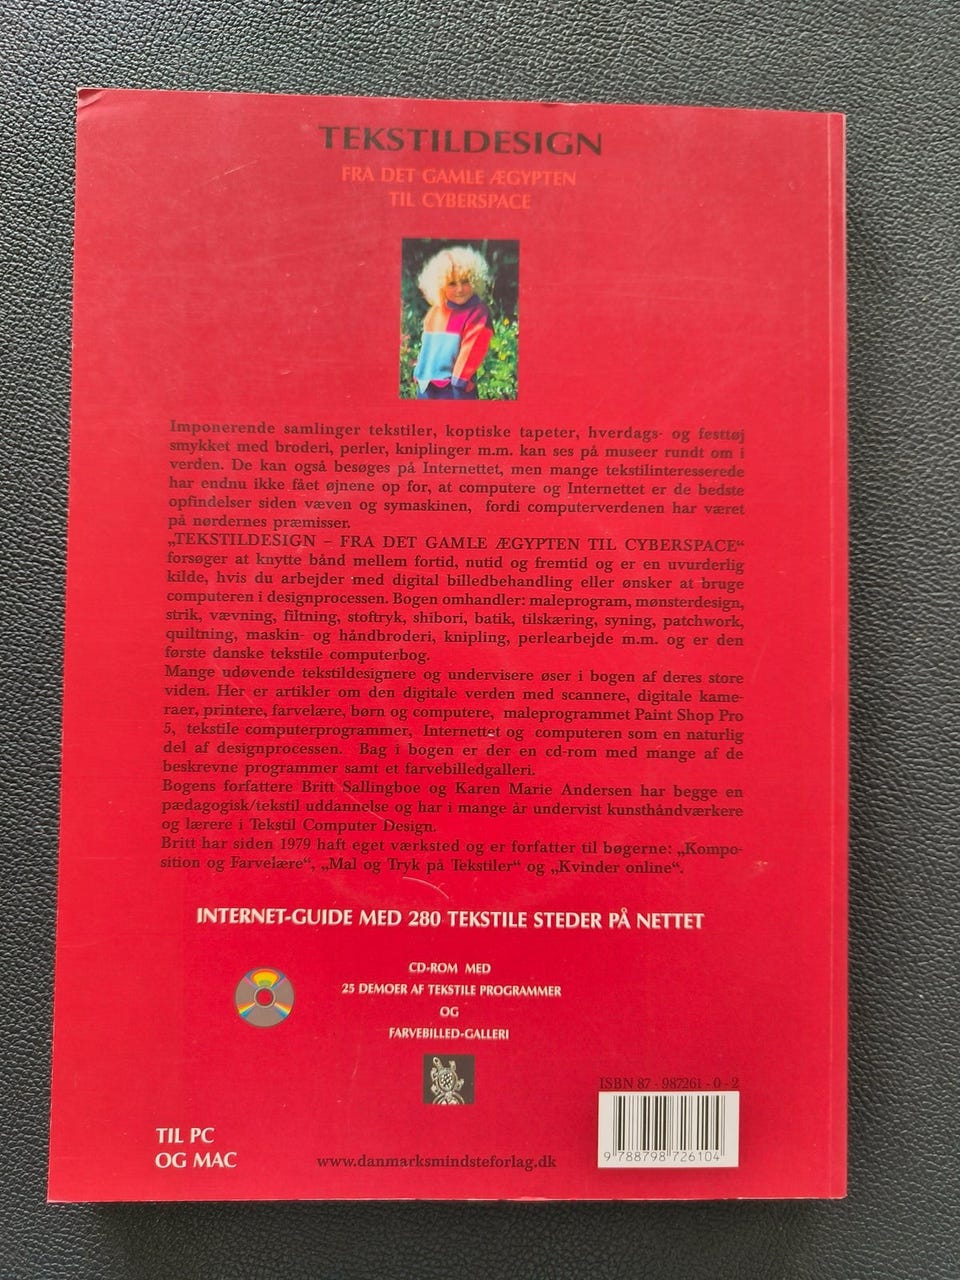 TEKSTILDESIGN
FRA DET GAMLE ÆGYPTEN
TIL CYBERSPACE
Imponerende samlinger tekstiler, koptiske tapeter, hverdags- og festtøj
smykket med broderi, perler, kniplinger m.m. kan ses på museer rundt om i
verden. De kan også besøges på Internettet, men mange tekstilinteresserede
har endnu ikke fået øjnene op for, at computere og Internettet er de bedste
opfindelser siden væven og symaskinen, fordi computerverdenen har været
på nørdernes præmisser.
„TEKSTILDESIGN – FRA DET GAMLE ÆGYPTEN TIL CYBERSPACE“
forsøger at knytte bånd mellem fortid, nutid og fremtid og er en uvurderlig
kilde, hvis du arbejder med digital billedbehandling eller ønsker at bruge
computeren i designprocessen. Bogen omhandler: maleprogram, mønsterdesign,
strik, vævning, filtning, stoftryk, shibori, batik, tilskæring, syning, patchwork,
quiltning, maskin- og håndbroderi, knipling, perlearbejde m.m. og er den
første danske tekstile computerbog.
Mange udøvende tekstildesignere og undervisere øser i bogen af deres store
viden. Her er artikler om den digitale verden med scannere, digitale kame-
raer, printere, farvelære, børn og computere, maleprogrammet Paint Shop Pro
5, tekstile computerprogrammer, Internettet og computeren som en naturlig
del af designprocessen. Bag i bogen er der en cd-rom med mange af de
beskrevne programmer samt et farvebilledgalleri.
Bogens forfattere Britt Sallingboe og Karen Marie Andersen har begge en
pædagogisk/tekstil uddannelse og har i mange år undervist kunsthåndværkere
og lærere i Tekstil Computer Design.
Britt har siden 1979 haft eget værksted og er forfatter til bøgerne: „Kompo-
sition og Farvelære“, „Mal og Tryk på Tekstiler“ og „Kvinder online“.
INTERNET-GUIDE MED 280 TEKSTILE STEDER PÅ NETTET
CD-ROM MED
25 DEMOER AF TEKSTILE PROGRAMMER
OG
FARVEBILLED-GALLERI
ISBN 87 - 987261 - 0 - 2
9 788798 726104
TIL PC
OG MAC
www.danmarksmindsteforlag.dk